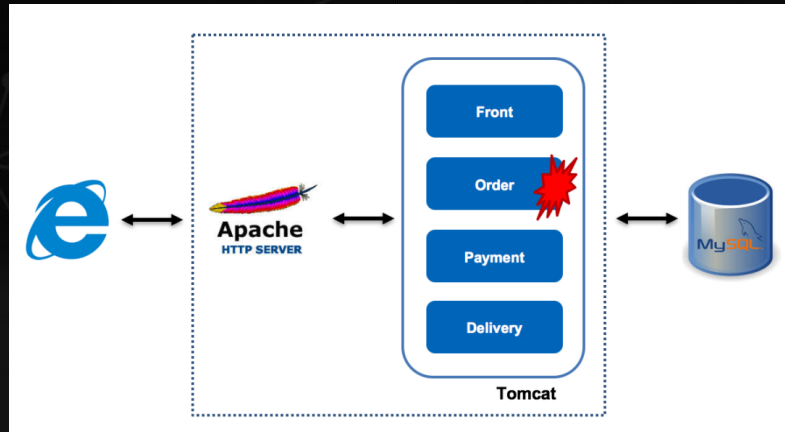 Front
Order
Apache
HTTP SERVER
Payment
MySQL
Delivery
Tomcat